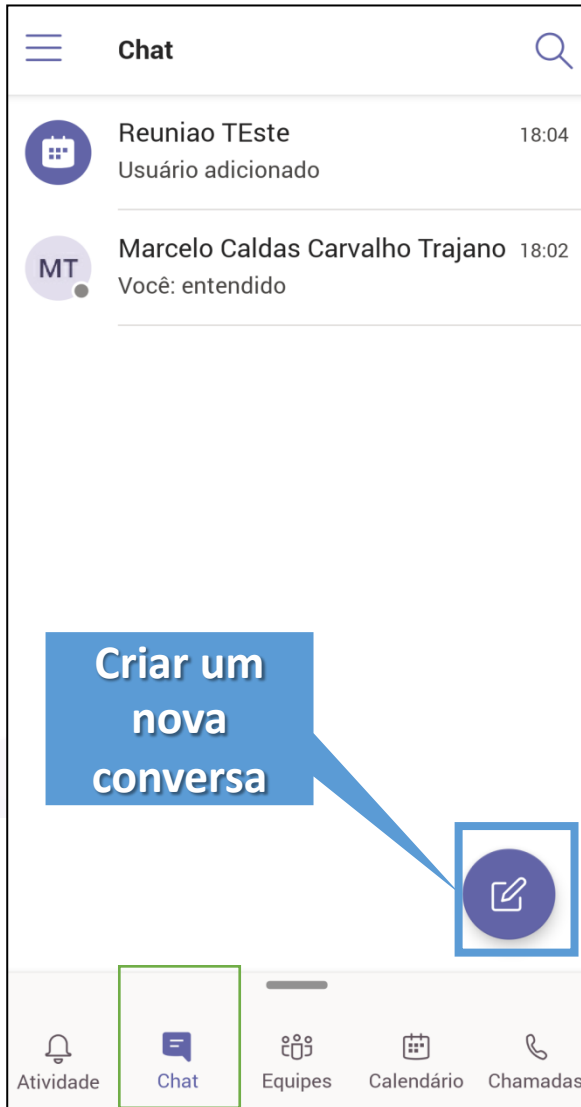 Chat
Reuniao TEste 18:04
Usuário adicionado
MT Marcelo Caldas Carvalho Trajano 18:02
Você: entendido
Criar um
nova
conversa
Atividade Chat Equipes Calendário Chamadas